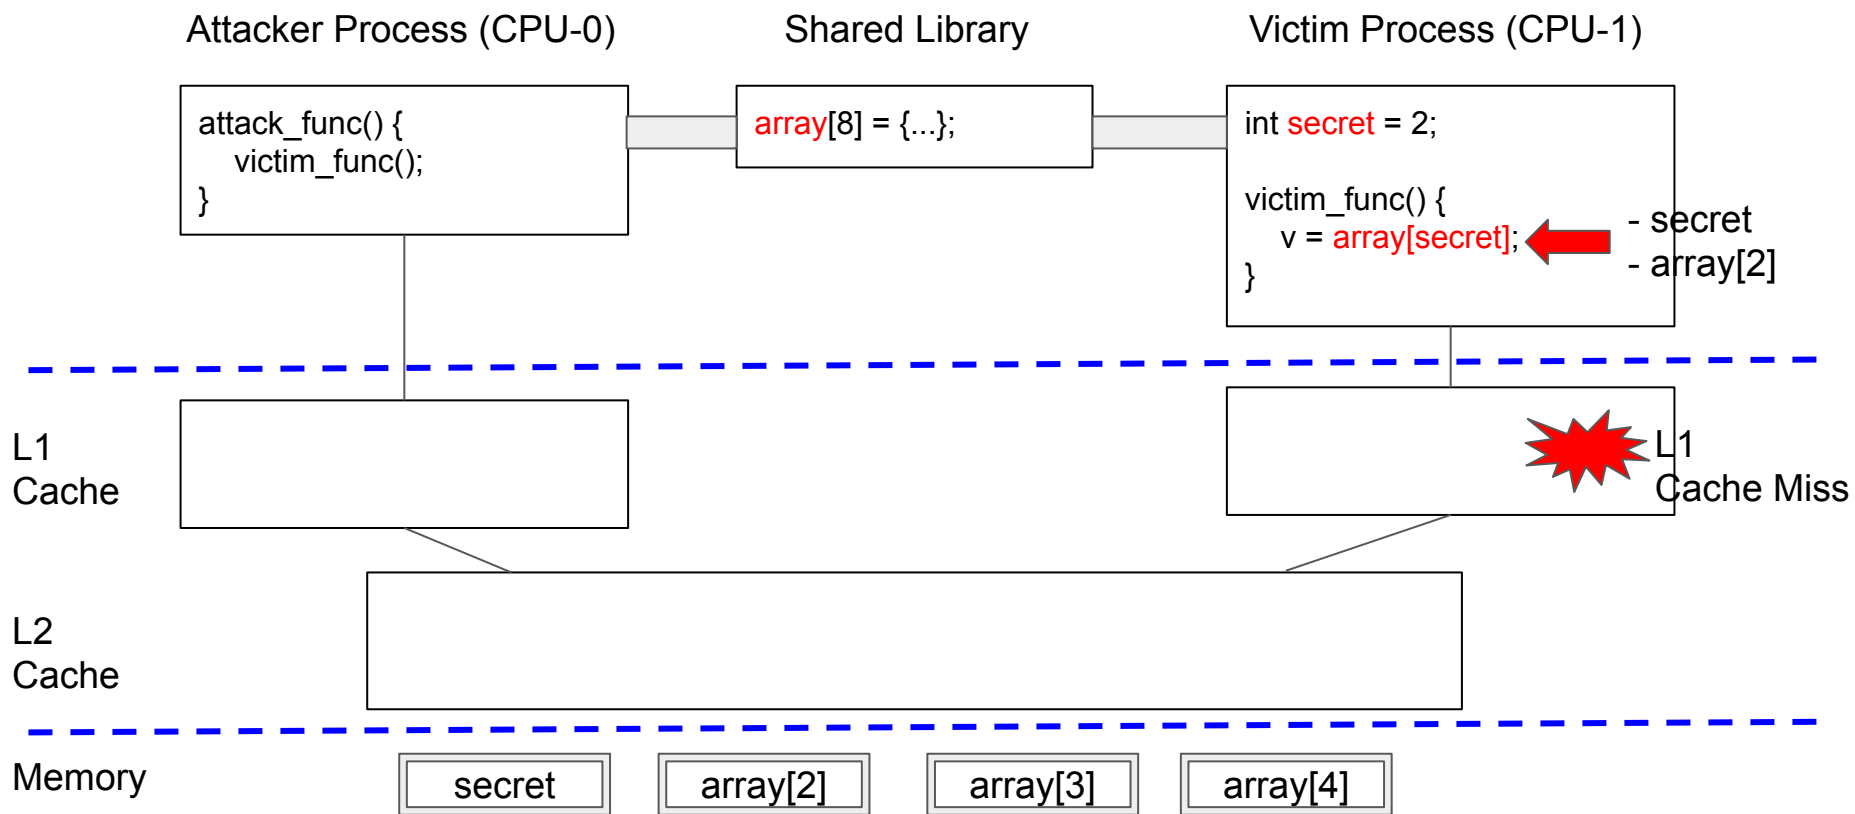 Attacker Process (CPU-0)
Shared Library
Victim Process (CPU-1)
attack_func() {
victim_func();
}
array[8] = {...};
int secret = 2;
victim_func() {
v = array[secret];
}
- secret
- array[2]
L1
Cache
L1
Cache Miss
L2
Cache
Memory
secret
array[2]
array[3]
array[4]